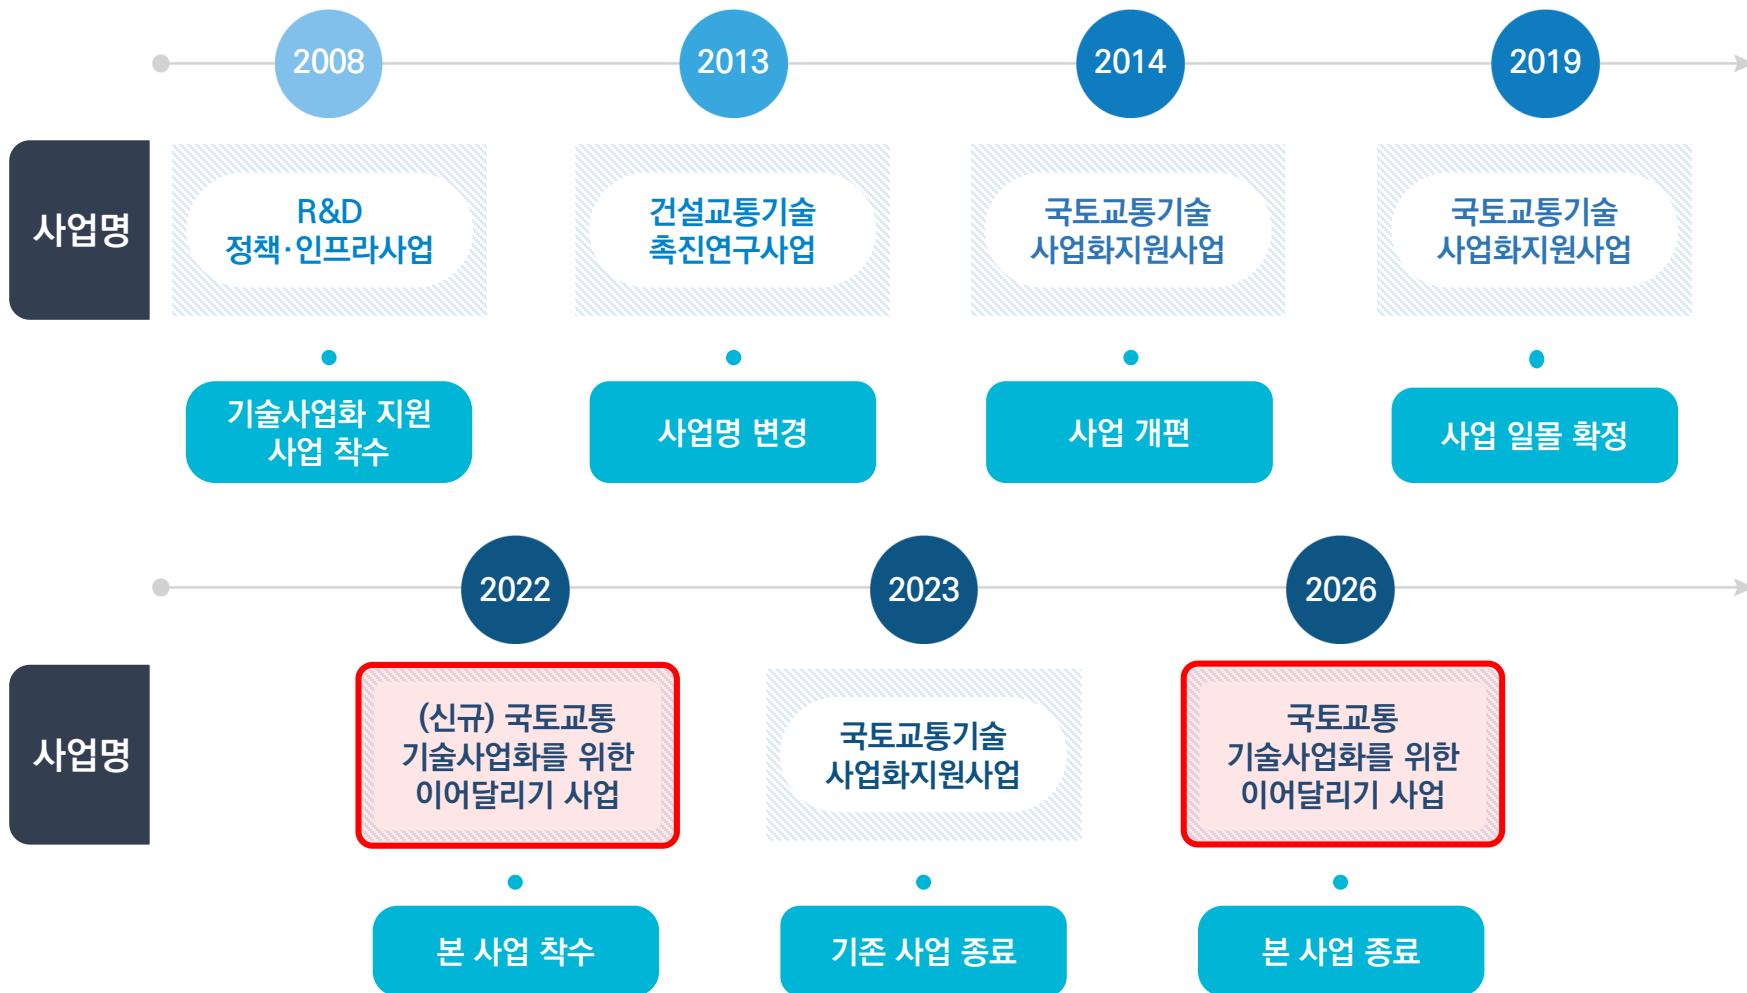 2008
2013
2014
2019
사업명
R&D
정책·인프라사업
건설교통기술
촉진연구사업
국토교통기술
사업화지원사업
국토교통기술
사업화지원사업
기술사업화 지원
사업 착수
사업명 변경
사업 개편
사업 일몰 확정
2022
2023
2026
사업명
(신규) 국토교통
기술사업화를 위한
이어달리기 사업
국토교통기술
사업화지원사업
국토교통
기술사업화를 위한
이어달리기 사업
본 사업 착수
기존 사업 종료
본 사업 종료